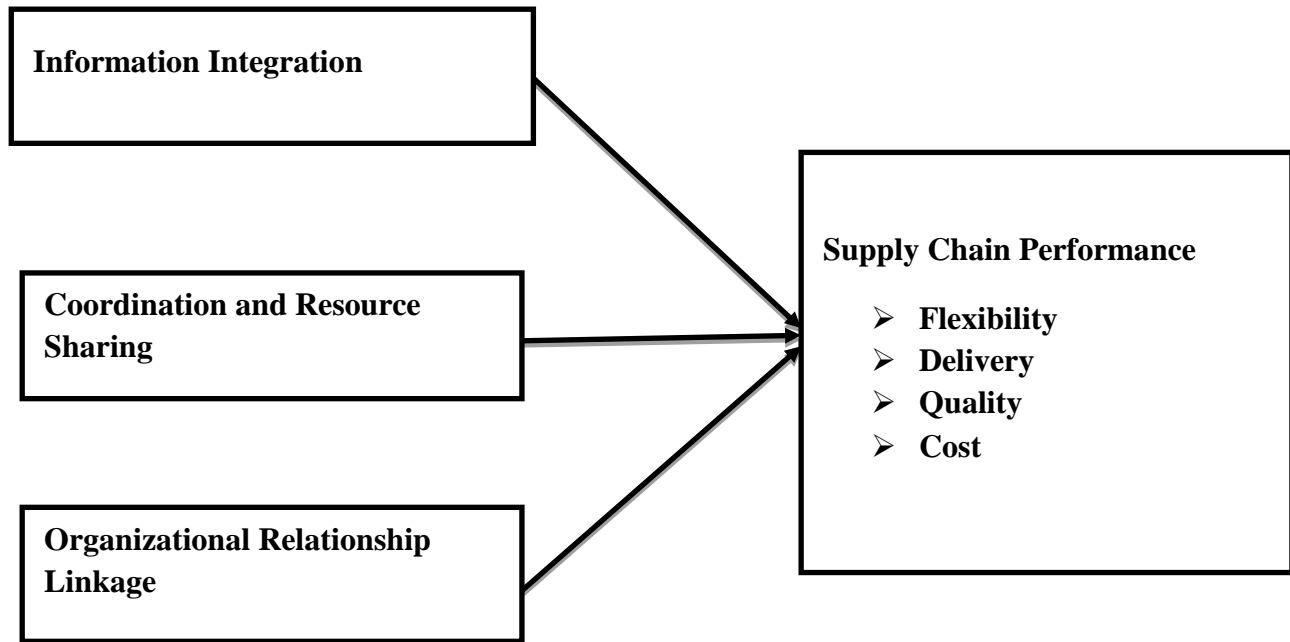 Information Integration
Coordination and Resource
Sharing
Organizational Relationship
Linkage
Supply Chain Performance
➢ Flexibility
➢ Delivery
➢ Quality
➢ Cost